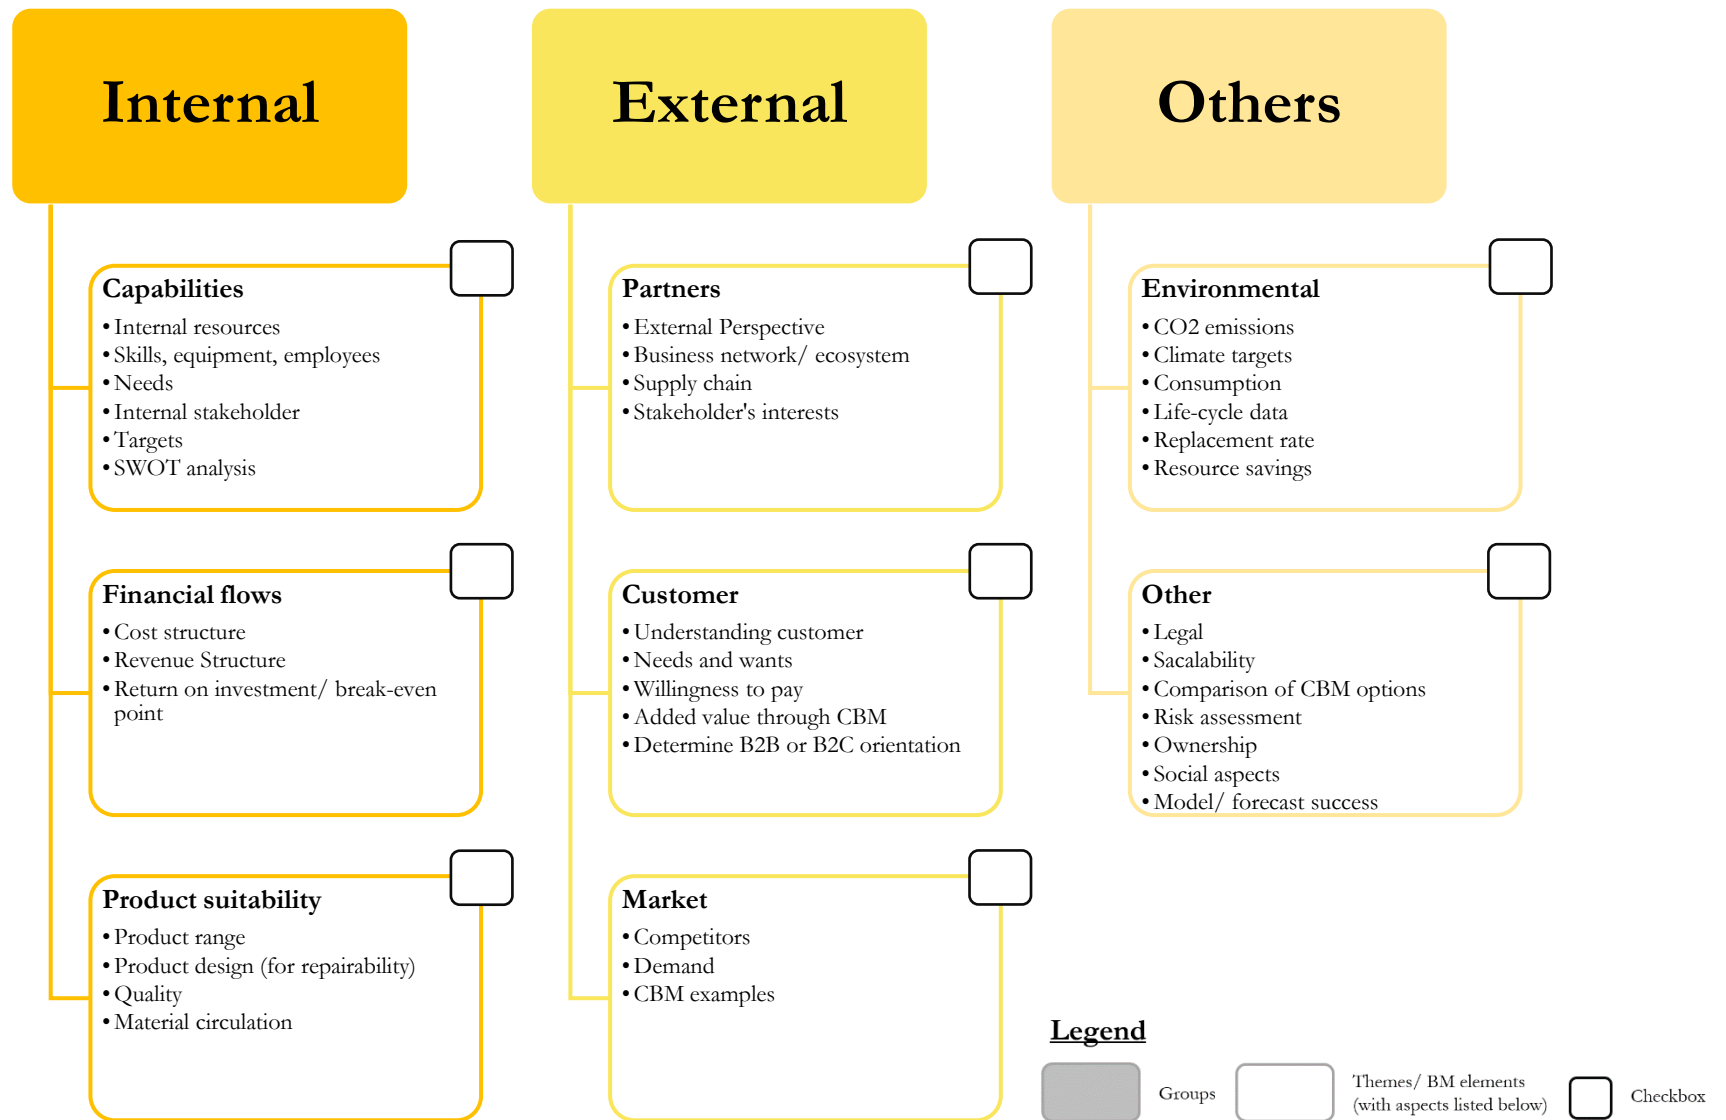 Internal
Capabilities
• Internal resources
• Skills, equipment, employees
• Needs
• Internal stakeholder
• Targets
• SWOT analysis
Financial flows
• Cost structure
• Revenue Structure
• Return on investment/ break-even
point
Product suitability
• Product range
• Product design (for repairability)
• Quality
• Material circulation
External
Partners
• External Perspective
• Business network/ ecosystem
• Supply chain
• Stakeholder's interests
Customer
• Understanding customer
• Needs and wants
• Willingness to pay
• Added value through CBM
• Determine B2B or B2C orientation
Market
• Competitors
• Demand
• CBM examples
Others
Environmental
• CO2 emissions
• Climate targets
• Consumption
• Life-cycle data
• Replacement rate
• Resource savings
Other
• Legal
• Sacalability
• Comparison of CBM options
• Risk assessment
• Ownership
• Social aspects
• Model/ forecast success
Legend
Groups
Themes/ BM elements
(with aspects listed below)
Checkbox